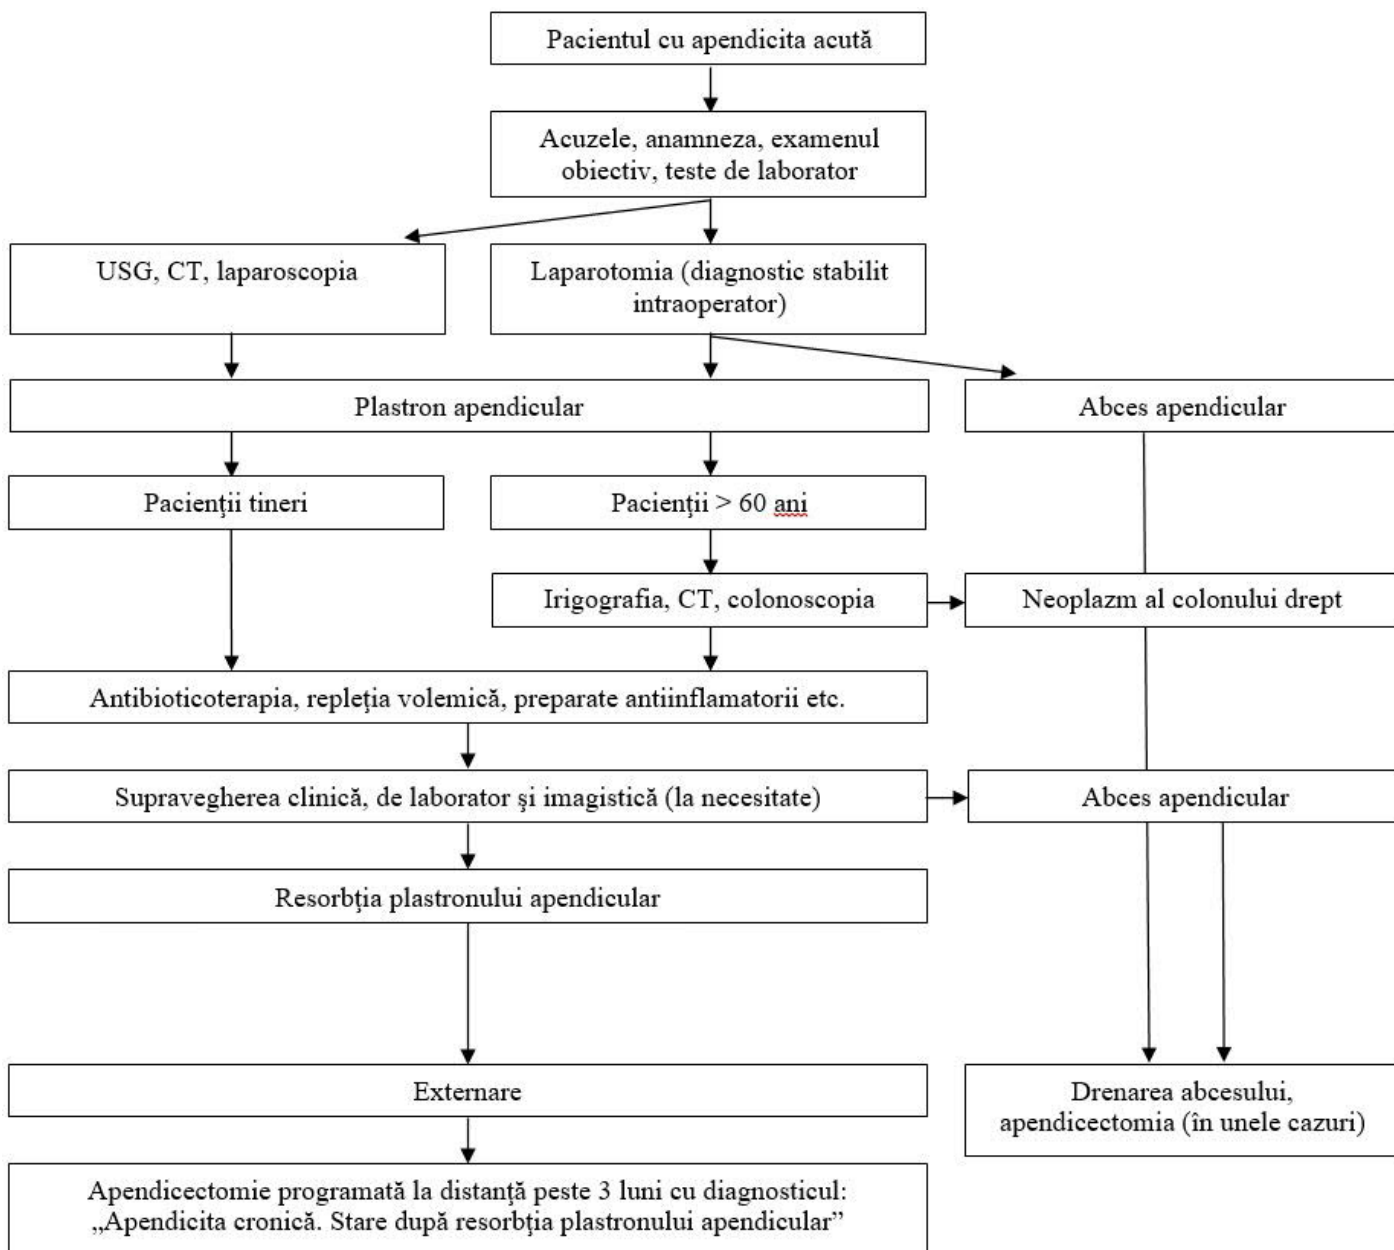 Pacientul cu apendicita acută
Acuzele, anamneza, examenul
obiectiv, teste de laborator
USG, CT, laparoscopia
Laparotomia (diagnostic stabilit
intraoperator)
Plastron apendicular
Abces apendicular
Pacienţii tineri
Pacienţii > 60 ani
Irigografia, CT, colonoscopia
Neoplazm al colonului drept
Antibioticoterapia, repleţia volemică, preparate antiinflamatorii etc.
Supravegherea clinică, de laborator şi imagistică (la necesitate)
Abces apendicular
Resorbţia plastronului apendicular
Externare
Drenarea abcesului,
apendicectomia (în unele cazuri)
Apendicectomie programată la distanţă peste 3 luni cu diagnosticul:
„Apendicita cronică. Stare după resorbţia plastronului apendicular”